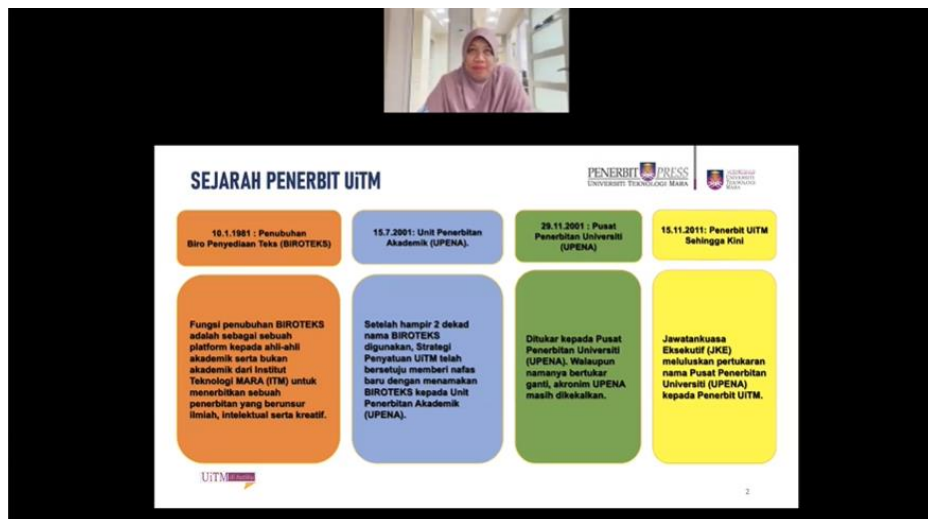 SEJARAH PENERBIT UiTM
PENERBIT PRESS
UNIVERSITI TEKNOLOGI MARA
UNIVERSITI
TEKNOLOGI
MARA
10.1.1981 : Penubuhan
Biro Penyediaan Teks (BIROTEKS)
Fungsi penubuhan BIROTEKS
adalah sebagai sebuah
platform kepada ahli-ahli
akademik serta bukan
akademik dari Institut
Teknologi MARA (ITM) untuk
menerbitkan sebuah
penerbitan yang berunsur
ilmiah, intelektual serta kreatif.
15.7.2001: Unit Penerbitan
Akademik (UPENA).
Setelah hampir 2 dekad
nama BIROTEKS
digunakan, Strategi
Penyatuan UiTM telah
bersetuju memberi nafas
baru dengan menamakan
BIROTEKS kepada Unit
Penerbitan Akademik
(UPENA).
29.11.2001 : Pusat
Penerbitan Universiti
(UPENA)
Ditukar kepada Pusat
Penerbitan Universiti
(UPENA). Walaupun
namanya bertukar
ganti, akronim UPENA
masih dikekalkan.
15.11.2011: Penerbit UiTM
Sehingga Kini
Jawatankuasa
Eksekutif (JKE)
meluluskan pertukaran
nama Pusat Penerbitan
Universiti (UPENA)
kepada Penerbit UiTM.
UiTM
2